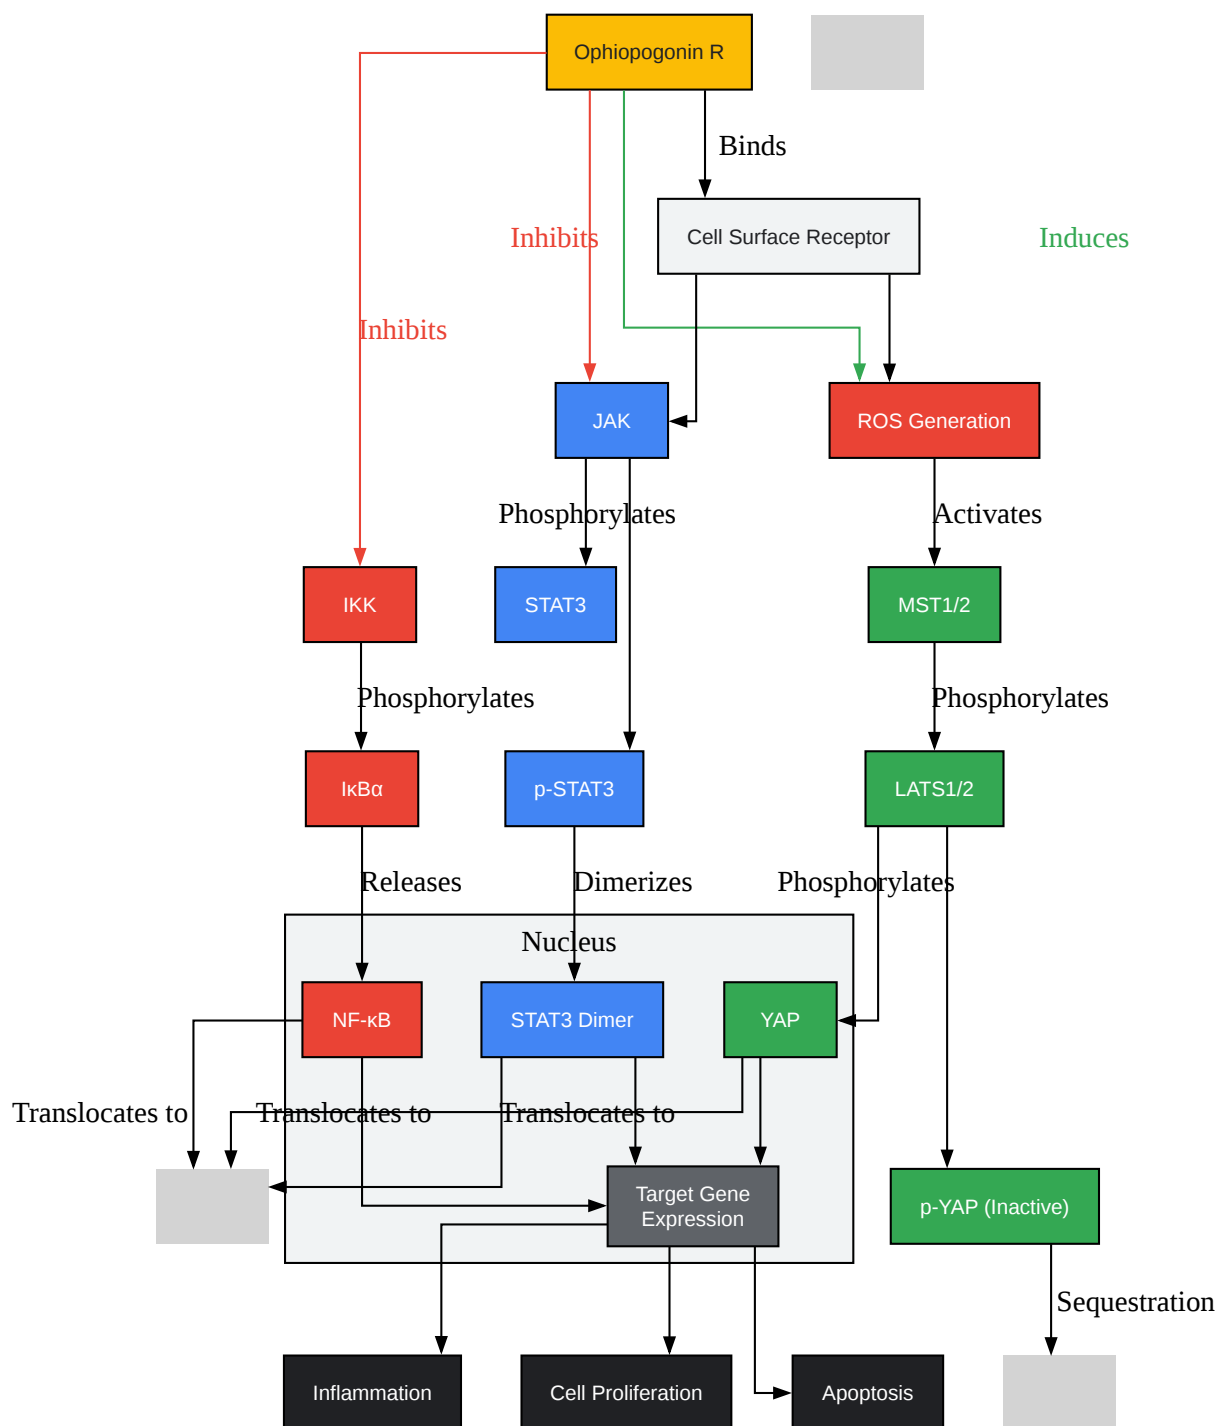 Ophiopogonin R
Binds
Inhibits
Cell Surface Receptor
Induces
Inhibits
JAK
ROS Generation
Phosphorylates
Activates
IKK
STAT3
MST1/2
Phosphorylates
Phosphorylates
IκBα
p-STAT3
LATS1/2
Releases
Dimerizes
Phosphorylates
Nucleus
NF-κB
STAT3 Dimer
YAP
Translocates to
Translocates to
Translocates to
Target Gene
Expression
p-YAP (Inactive)
Sequestration
Inflammation
Cell Proliferation
Apoptosis